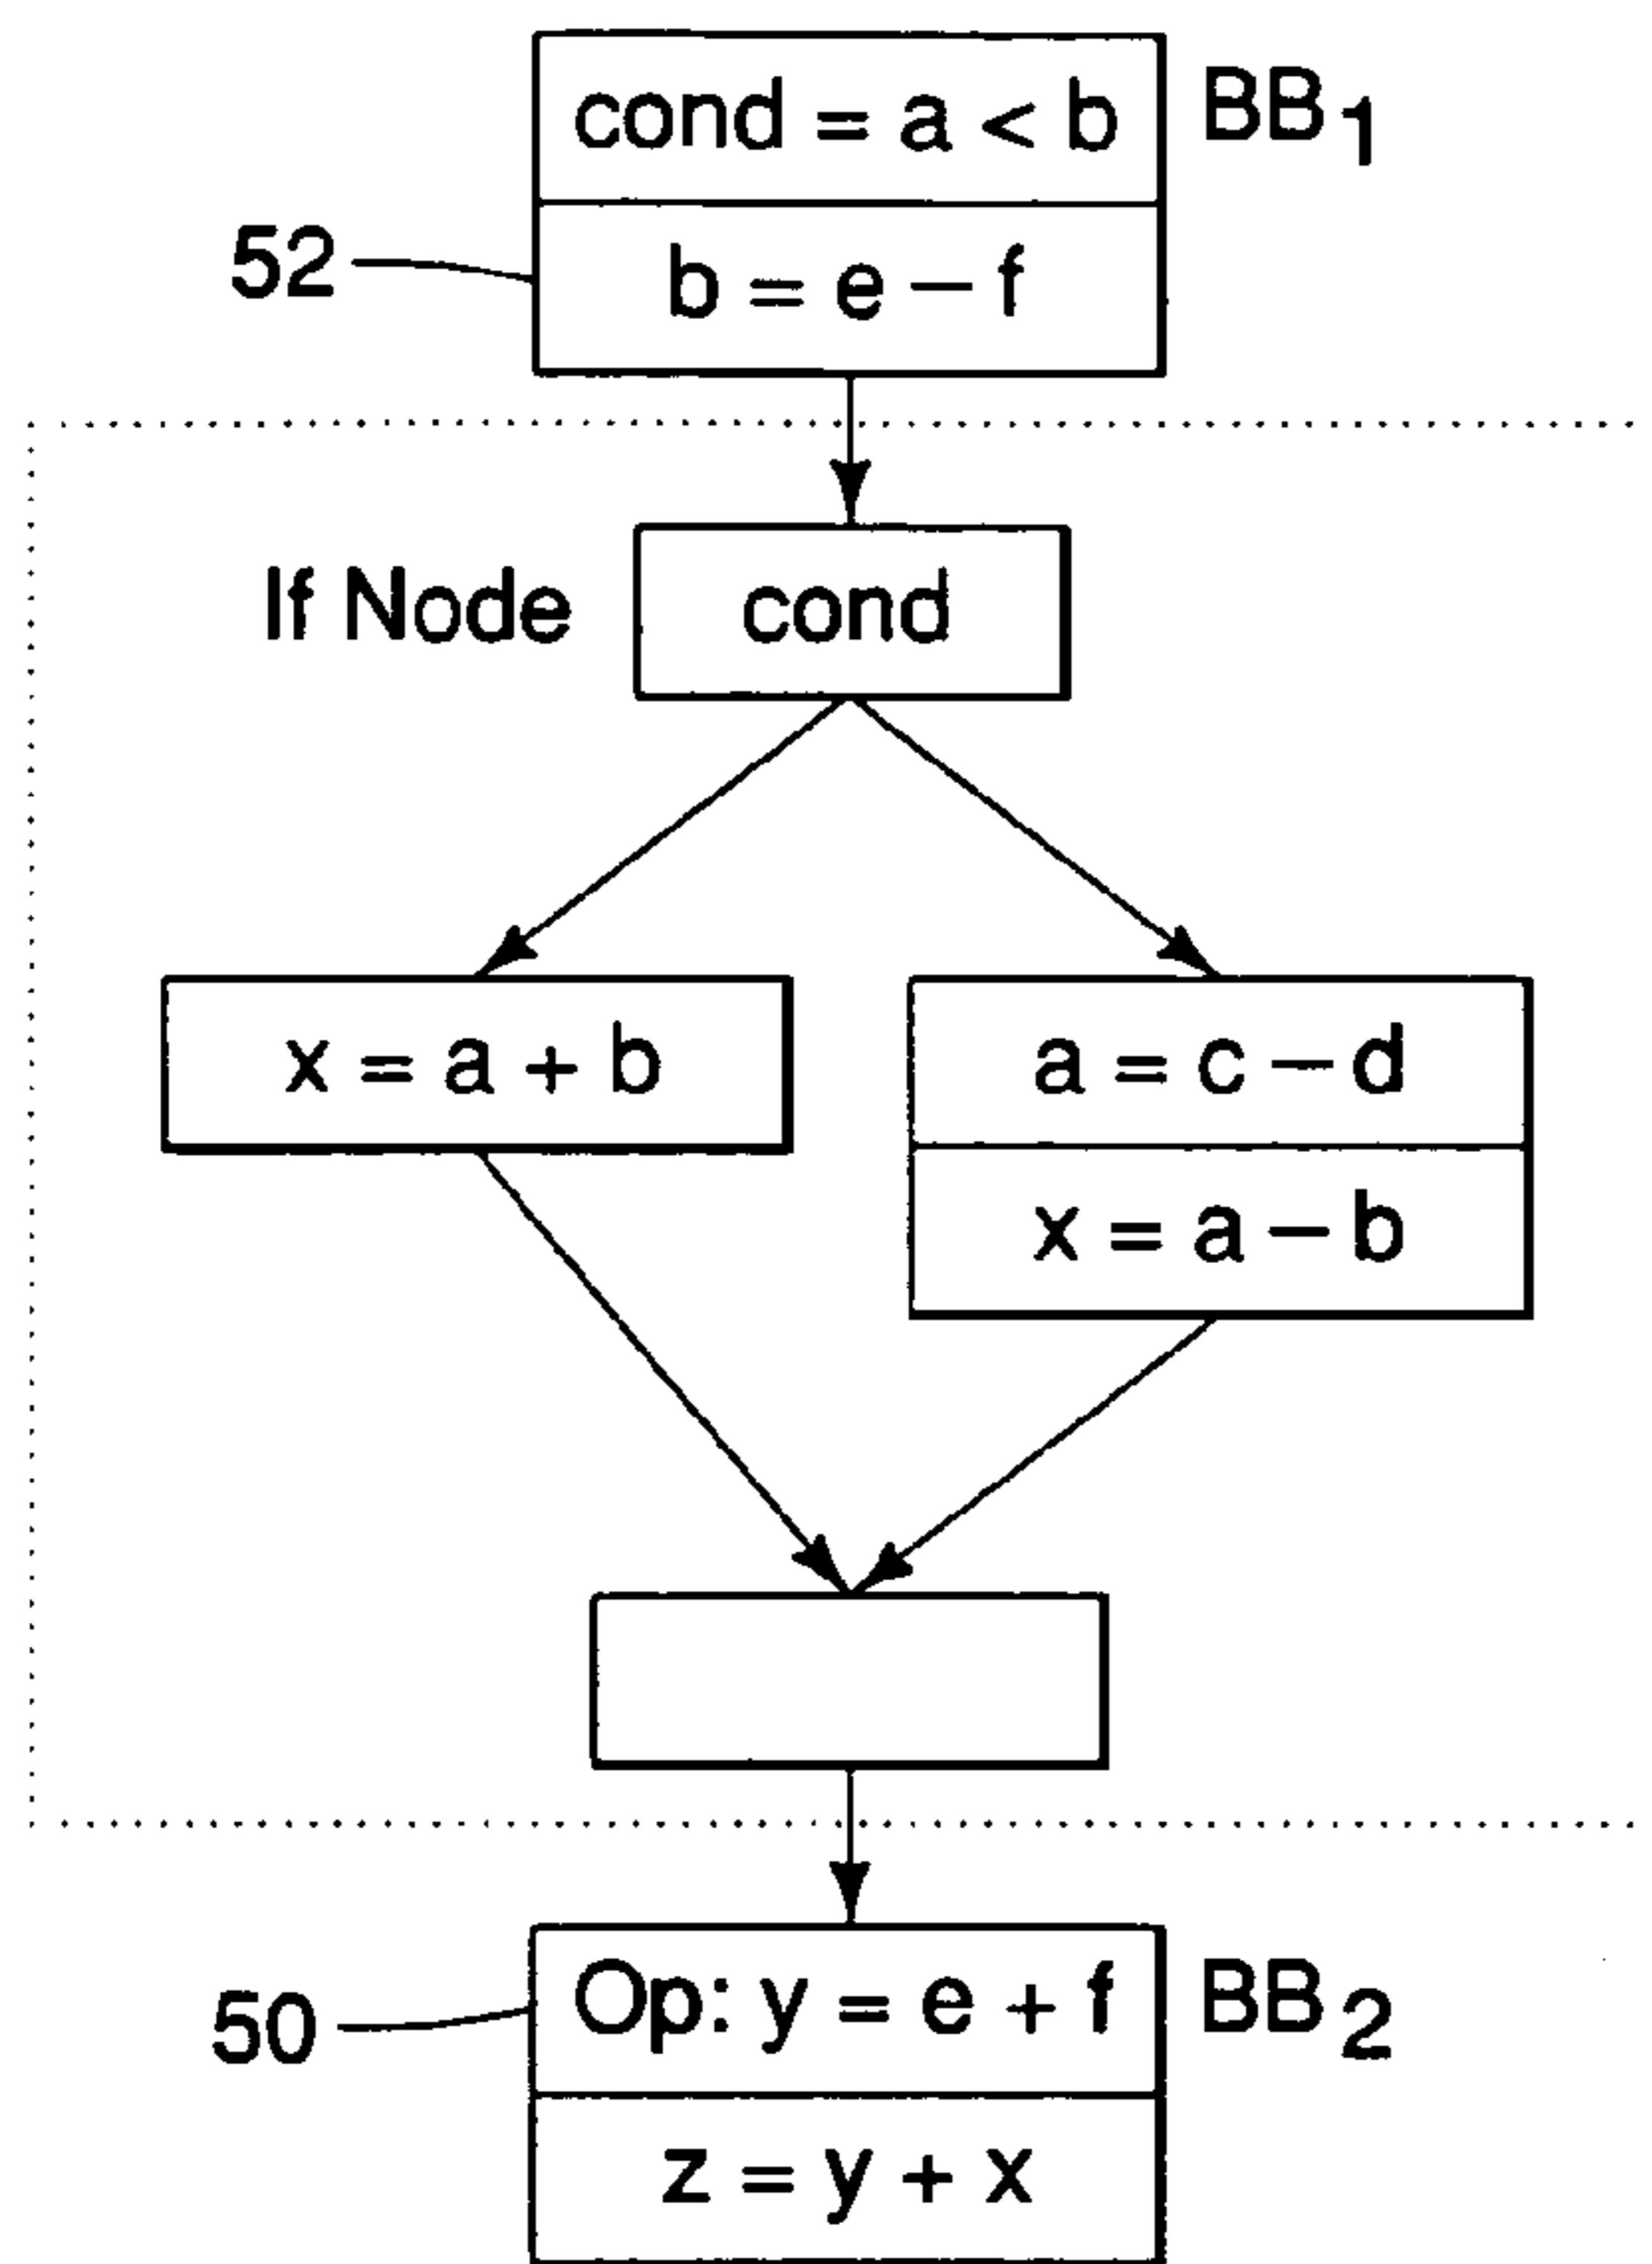 cond = a < b BB1
52
b = e – f
If Node cond
x = a + b
a = c – d
x = a – b
50
Op: y = e + f BB2
z = y + x